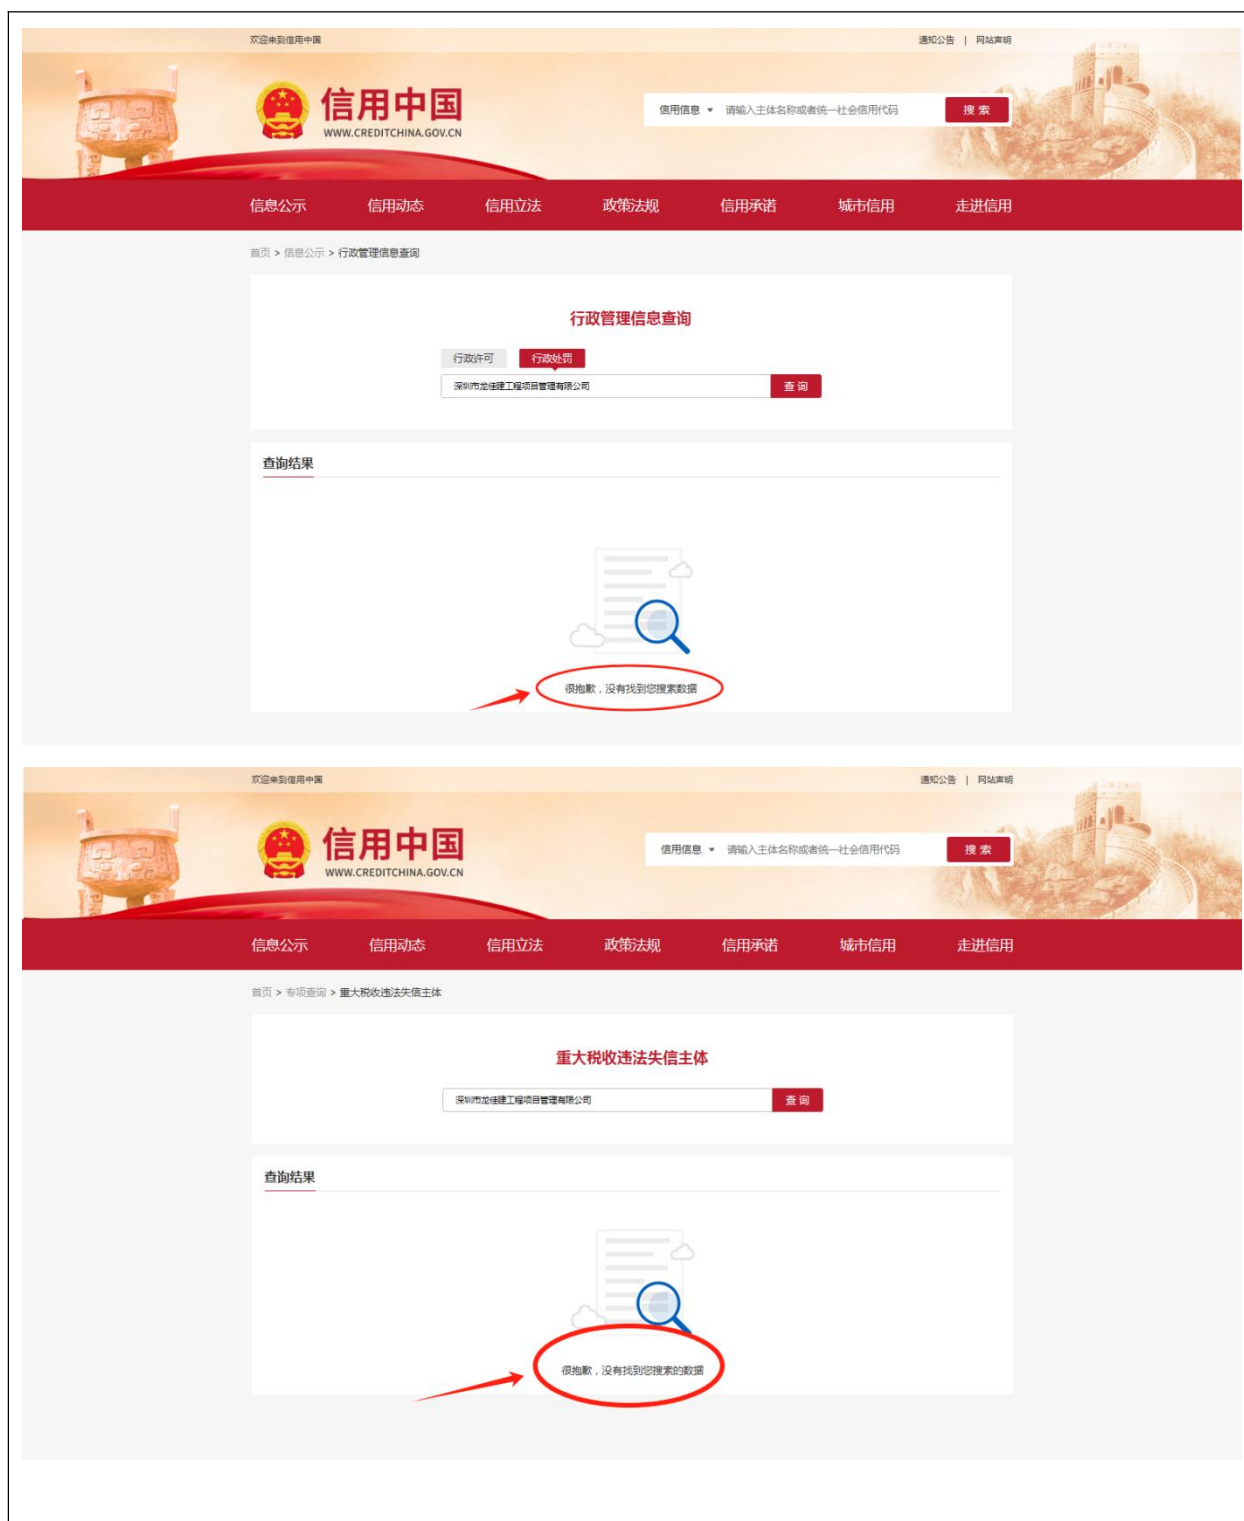 欢迎来到信用中国
通知公告 | 网站声明
信用中国
WWW.CREDITCHINA.GOV.CN
信用信息 请输入主体名称或者统一社会信用代码 搜索
信息公示 信用动态 信用立法 政策法规 信用承诺 城市信用 走进信用
首页 > 信息公示 > 行政管理信息查询
行政管理信息查询
行政许可 行政处罚
深圳市龙佳建工程项目管理有限公司 查询
查询结果
很抱歉，没有找到您搜索数据
欢迎来到信用中国
通知公告 | 网站声明
信用中国
WWW.CREDITCHINA.GOV.CN
信用信息 请输入主体名称或者统一社会信用代码 搜索
信息公示 信用动态 信用立法 政策法规 信用承诺 城市信用 走进信用
首页 > 专项查询 > 重大税收违法失信主体
重大税收违法失信主体
深圳市龙佳建工程项目管理有限公司 查询
查询结果
很抱歉，没有找到您搜索的数据